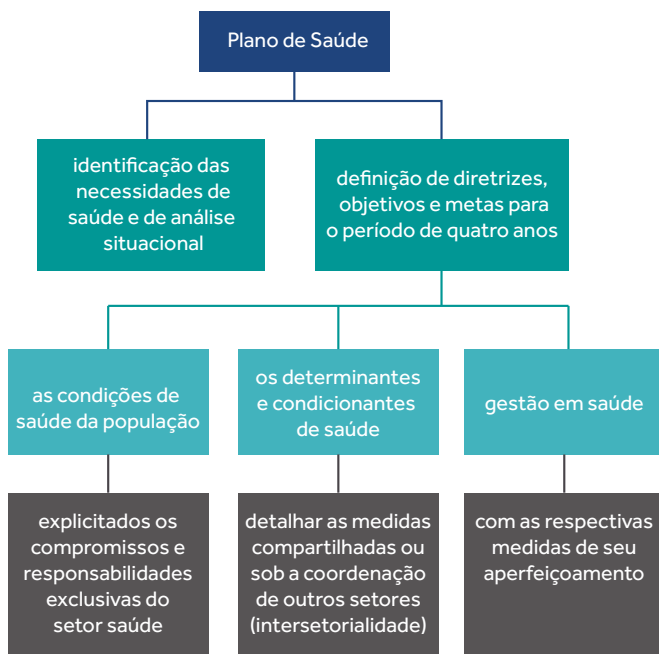 Plano de Saúde
identificação das
necessidades de
saúde e de análise
situacional
definição de diretrizes,
objetivos e metas para
o período de quatro anos
as condições de
saúde da população
os determinantes
e condicionantes
de saúde
gestão em saúde
explicitados os
compromissos e
responsabilidades
exclusivas do
setor saúde
detalhar as medidas
compartilhadas ou
sob a coordenação
de outros setores
(intersetorialidade)
com as respectivas
medidas de seu
aperfeiçoamento